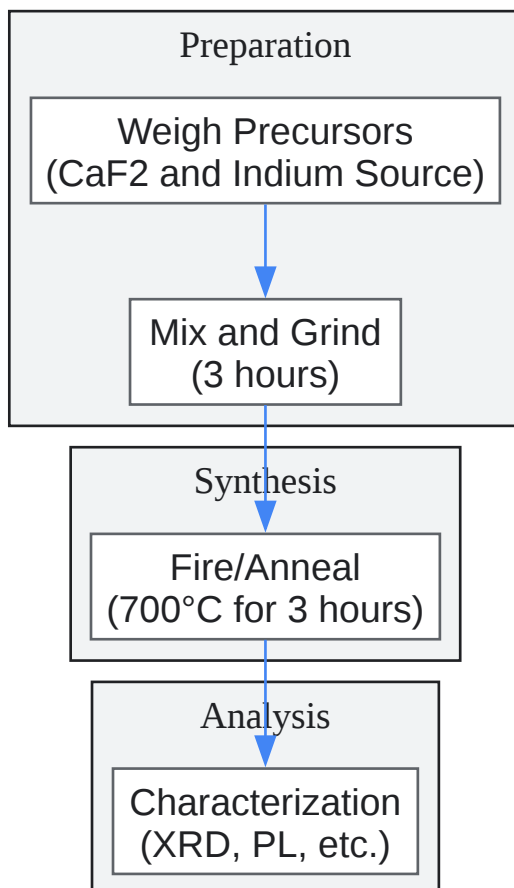 Preparation
Weigh Precursors
(CaF2 and Indium Source)
Mix and Grind
(3 hours)
Synthesis
Fire/Anneal
(700°C for 3 hours)
Analysis
Characterization
(XRD, PL, etc.)